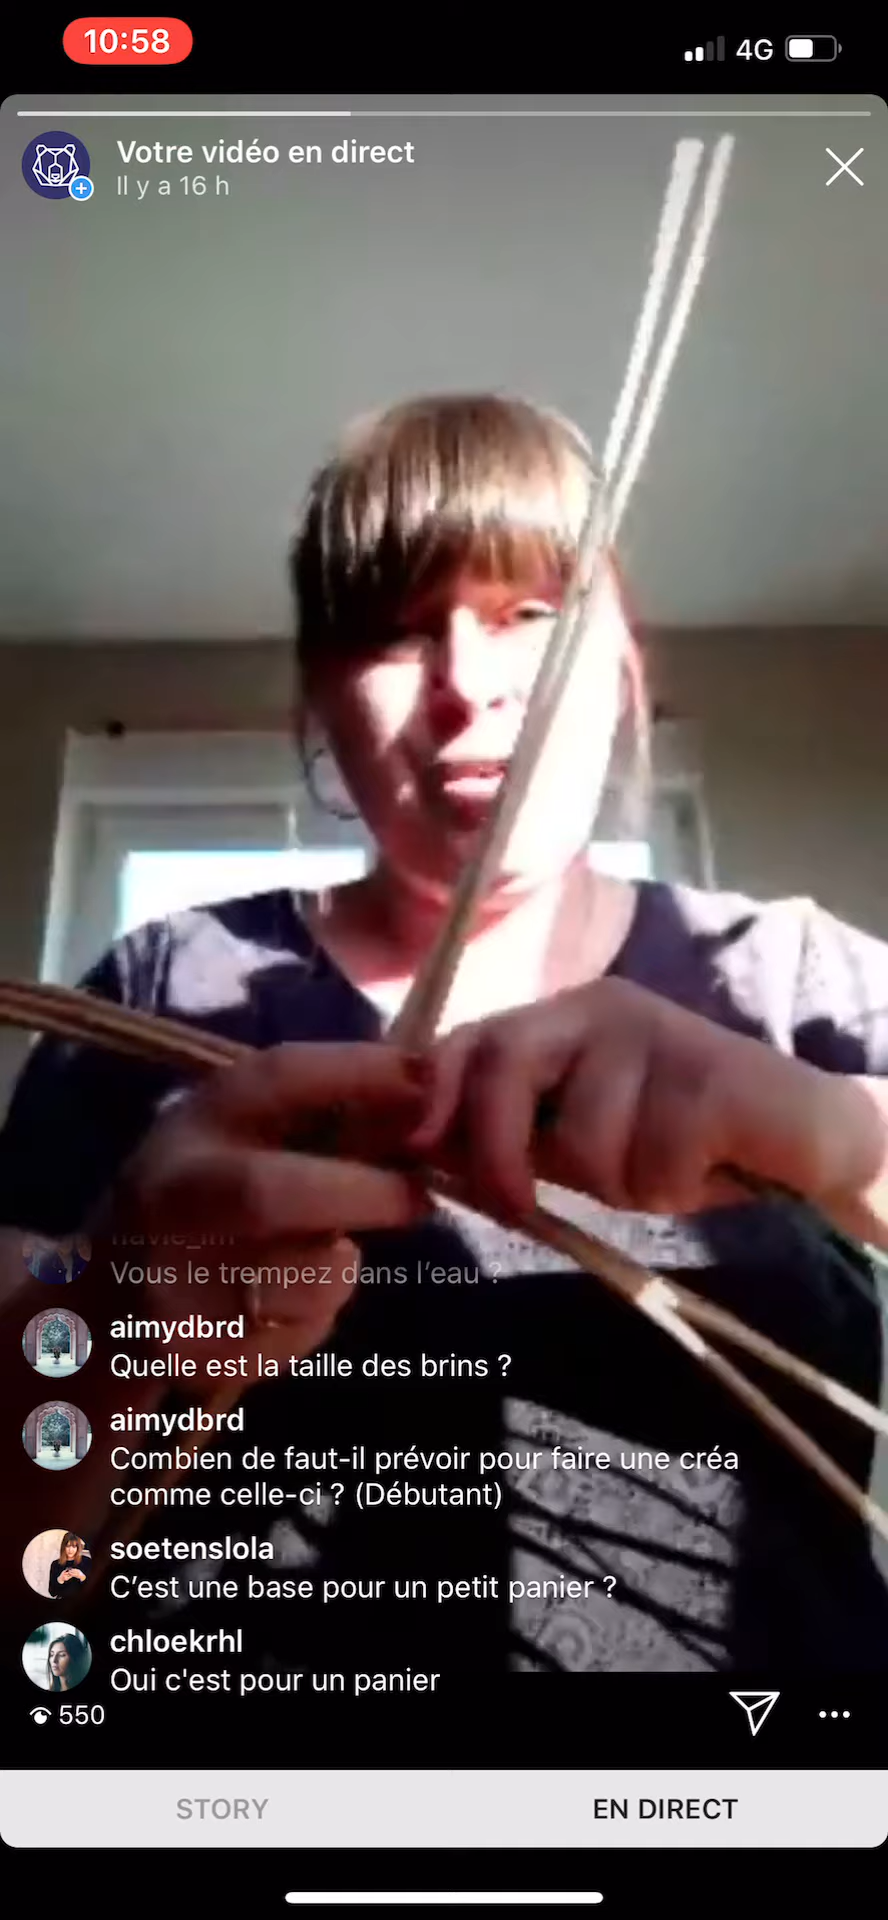 10:58
4G
Votre vidéo en direct
Il y a 16 h
Vous le trempez dans l’eau ?
aimydbrd
Quelle est la taille des brins ?
aimydbrd
Combien de faut-il prévoir pour faire une créa
comme celle-ci ? (Débutant)
soetenslola
C’est une base pour un petit panier ?
chloekrhl
Oui c'est pour un panier
550
STORY
EN DIRECT